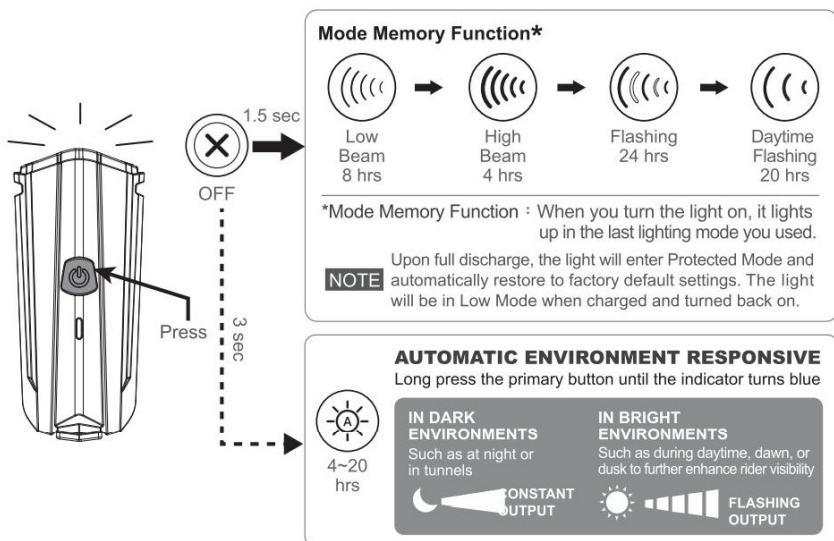 Mode Memory Function*
1.5 sec
OFF
Low
Beam
8 hrs
High
Beam
4 hrs
Flashing
24 hrs
Daytime
Flashing
20 hrs
*Mode Memory Function : When you turn the light on, it lights
up in the last lighting mode you used.
NOTE
Upon full discharge, the light will enter Protected Mode and
automatically restore to factory default settings. The light
will be in Low Mode when charged and turned back on.
Press
3 sec
AUTOMATIC ENVIRONMENT RESPONSIVE
Long press the primary button until the indicator turns blue
A
4~20
hrs
IN DARK
ENVIRONMENTS
Such as at night or
in tunnels
CONSTANT
OUTPUT
IN BRIGHT
ENVIRONMENTS
Such as during daytime, dawn, or
dusk to further enhance rider visibility
FLASHING
OUTPUT